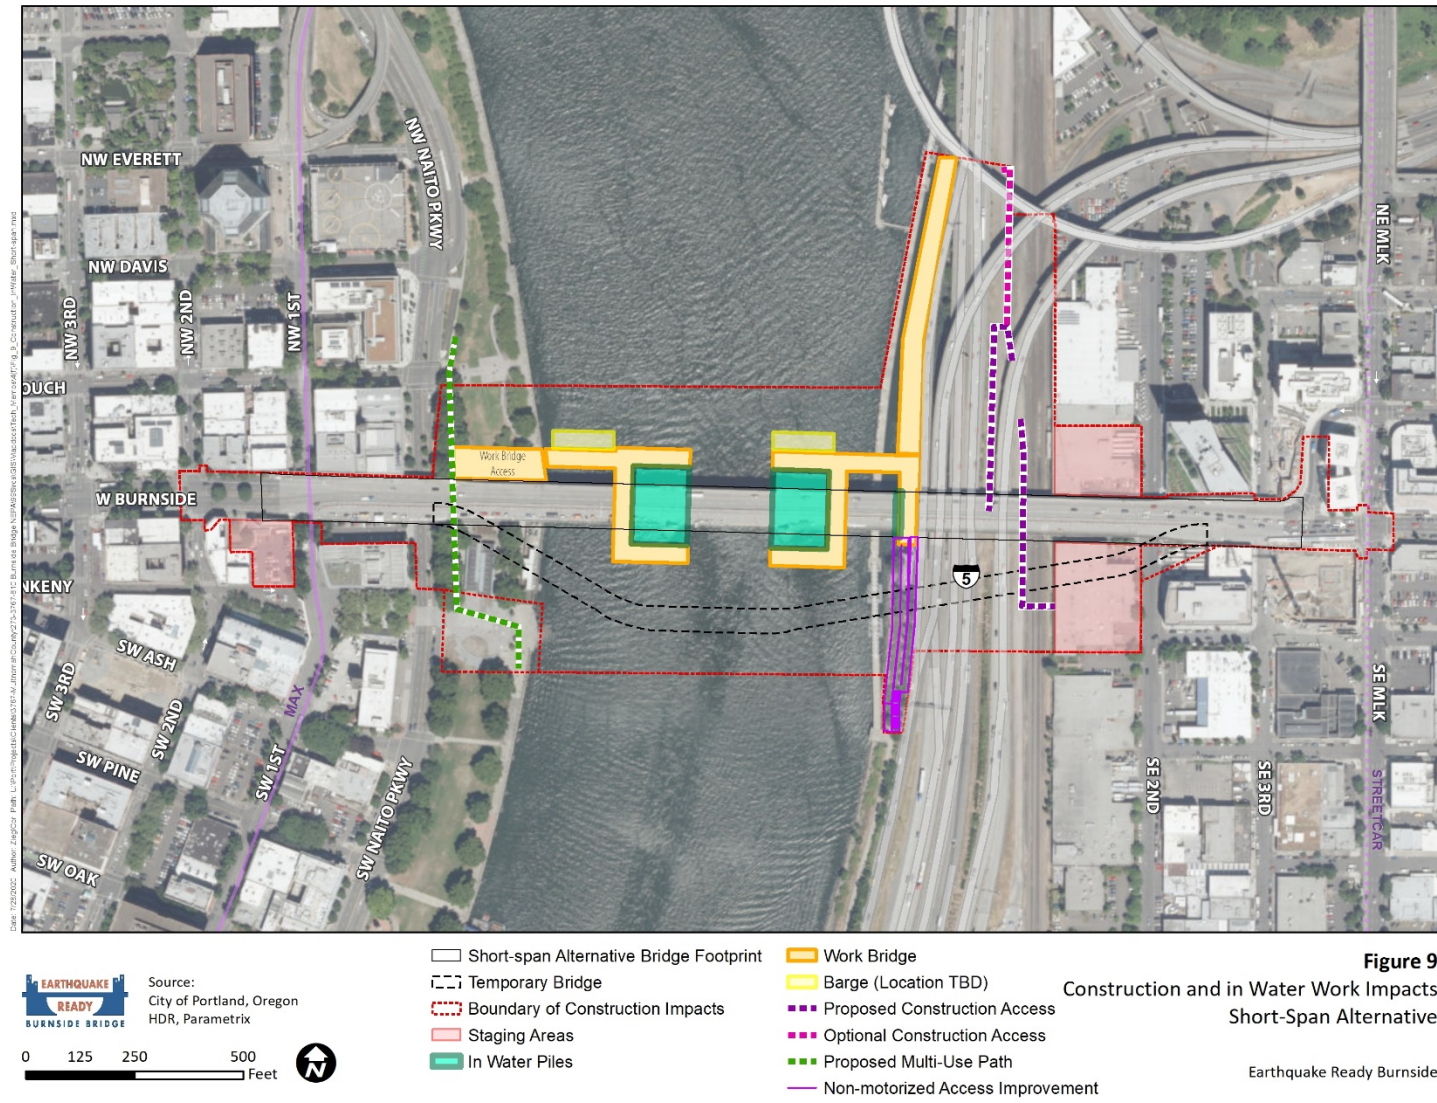 NW EVERETT
NW NAITO PKWY
NE MLK
NW DAVIS
NW 3RD
NW 2ND
NW 1ST
OUCH
Work Bridge
Access
W BURNSIDE
5
NKENY
SW ASH
SW 3RD
SW 2ND
MAX
SW 1ST
SW PINE
SW NAITO PKWY
SW OAK
SE MLK
SE 2ND
SE 3RD
STREETCAR
EARTHQUAKE
READY
BURNSIDE BRIDGE
Source:
City of Portland, Oregon
HDR, Parametrix
0 125 250 500
Feet
N
Short-span Alternative Bridge Footprint
Temporary Bridge
Boundary of Construction Impacts
Staging Areas
In Water Piles
Work Bridge
Barge (Location TBD)
Proposed Construction Access
Optional Construction Access
Proposed Multi-Use Path
Non-motorized Access Improvement
Figure 9
Construction and in Water Work Impacts
Short-Span Alternative
Earthquake Ready Burnside